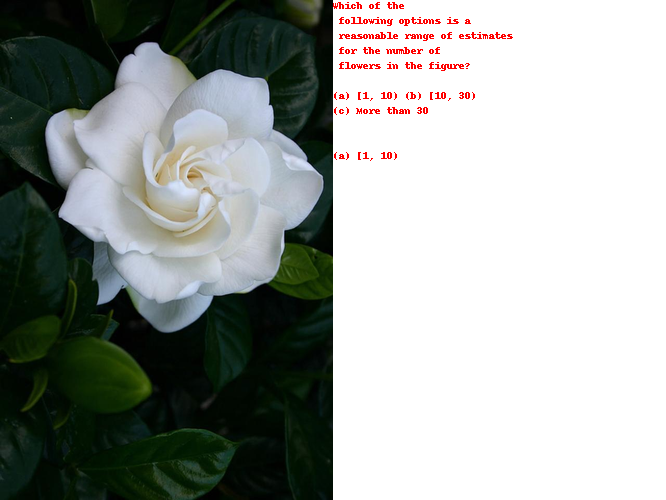 Which of the
following options is a
reasonable range of estimates
for the number of
flowers in the figure?
(a) [1, 10) (b) [10, 30)
(c) More than 30
(a) [1, 10)